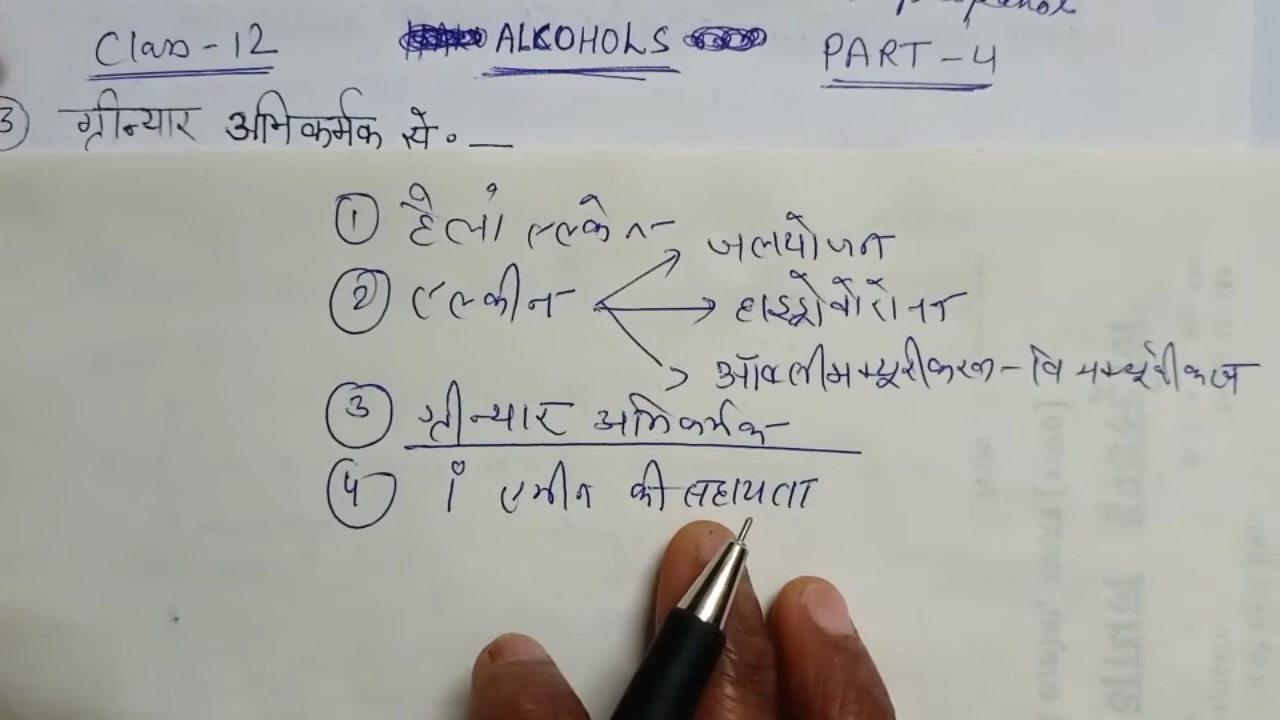 Class-12 ALKOHOLS PART-4
③ ग्रीन्यार अभिकर्मक से:—
① हैलो एल्केन
जलयोजन
② एल्कीन
हाइड्रोबोरोनन
ऑक्सीमर्क्यूरीकरण - विमर्क्यूरीकरण
③ ग्रीन्यार अभिकर्मक
④ 1° एमीन की सहायता